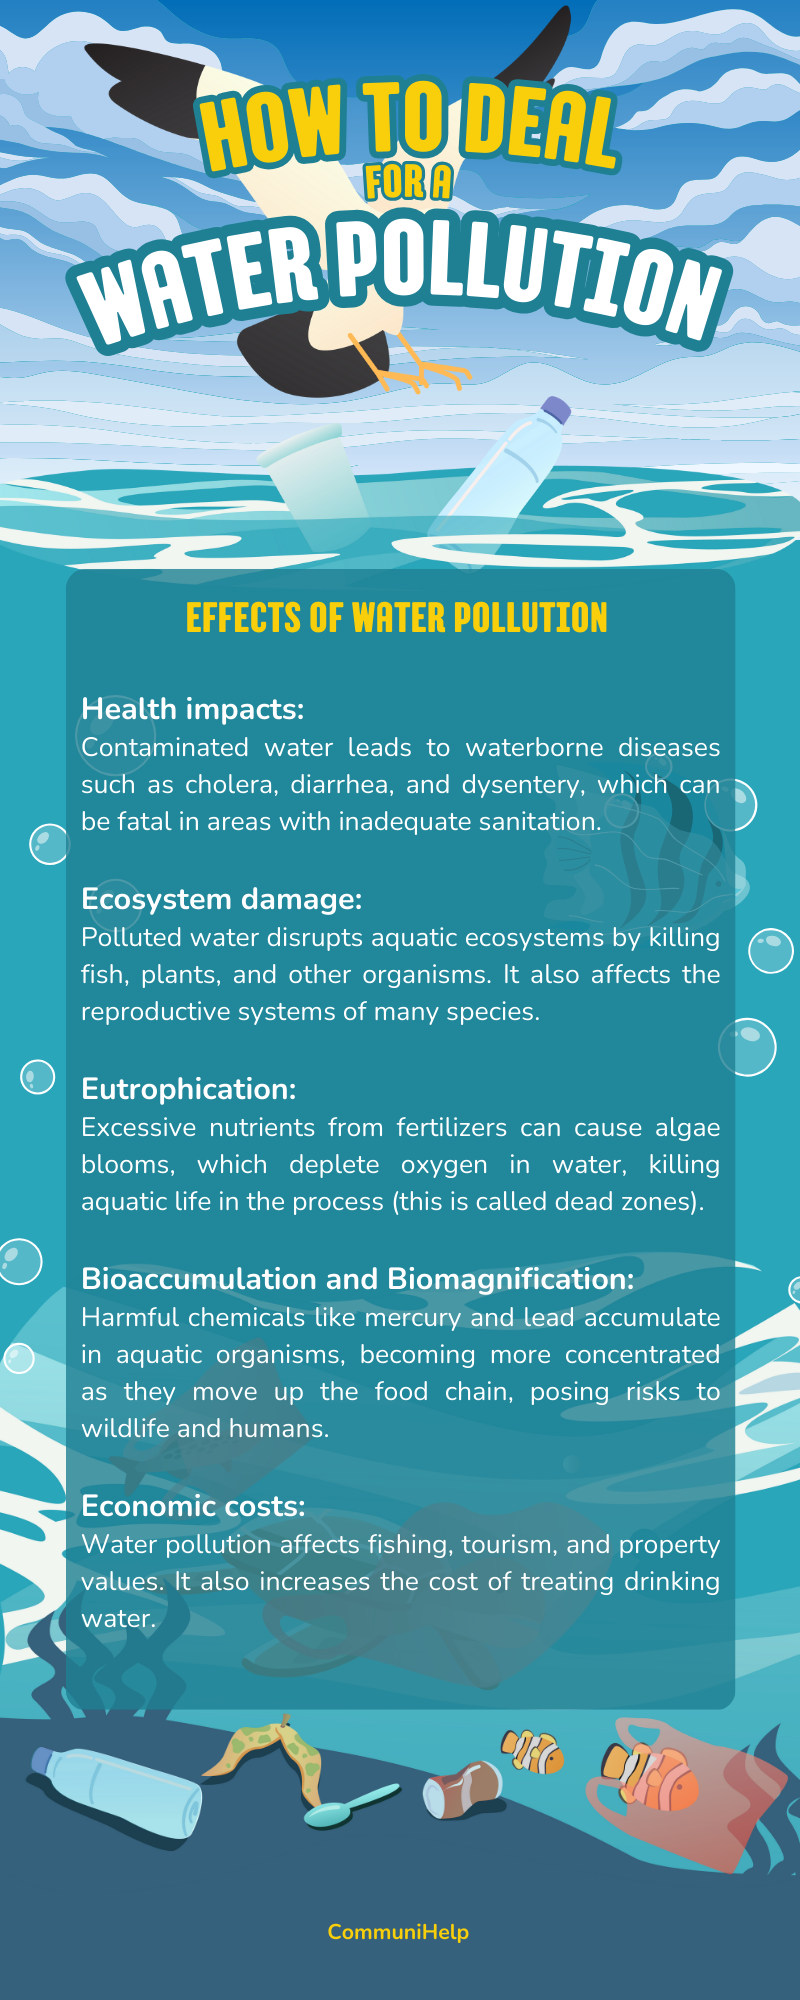 HOW TO DEAL
FOR A
WATER POLLUTION
EFFECTS OF WATER POLLUTION
Health impacts:
Contaminated water leads to waterborne diseases
such as cholera, diarrhea, and dysentery, which can
be fatal in areas with inadequate sanitation.
Ecosystem damage:
Polluted water disrupts aquatic ecosystems by killing
fish, plants, and other organisms. It also affects the
reproductive systems of many species.
Eutrophication:
Excessive nutrients from fertilizers can cause algae
blooms, which deplete oxygen in water, killing
aquatic life in the process (this is called dead zones).
Bioaccumulation and Biomagnification:
Harmful chemicals like mercury and lead accumulate
in aquatic organisms, becoming more concentrated
as they move up the food chain, posing risks to
wildlife and humans.
Economic costs:
Water pollution affects fishing, tourism, and property
values. It also increases the cost of treating drinking
water.
CommuniHelp